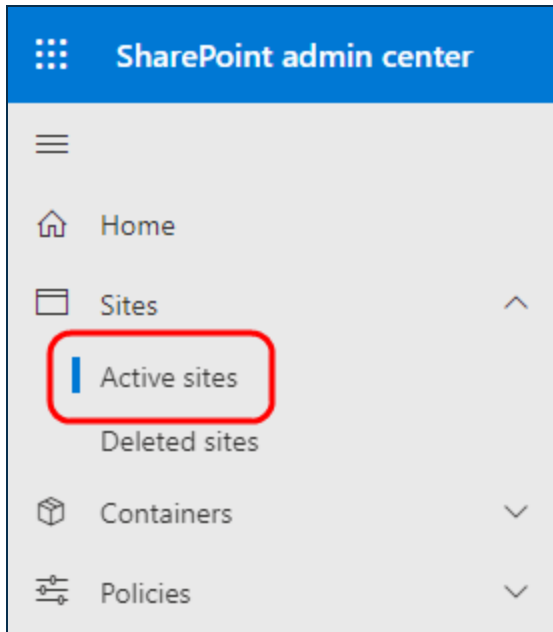 SharePoint admin center
Home
Sites
Active sites
Deleted sites
Containers
Policies